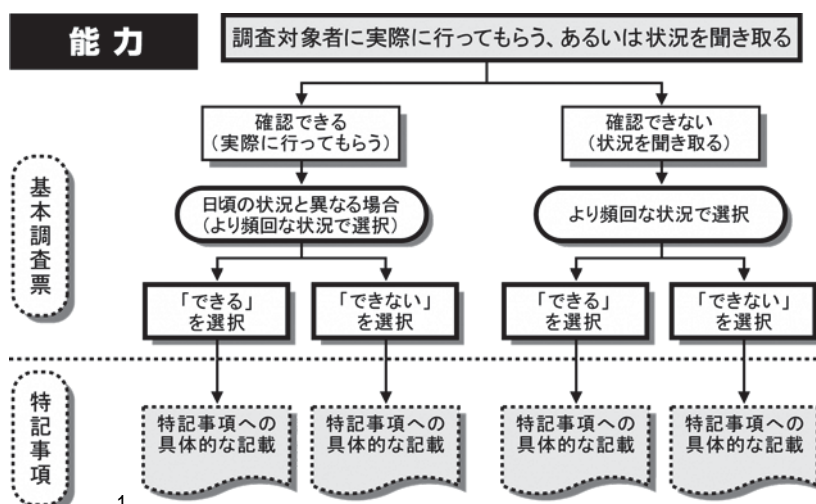 能力
調査対象者に実際に行ってもらう、あるいは状況を聞き取る
確認できる
(実際に行ってもらう)
確認できない
(状況を聞き取る)
基本調査票
日頃の状況と異なる場合
(より頻回な状況で選択)
より頻回な状況で選択
「できる」
を選択
「できない」
を選択
「できる」
を選択
「できない」
を選択
特記事項
特記事項への
具体的な記載
特記事項への
具体的な記載
特記事項への
具体的な記載
特記事項への
具体的な記載
1